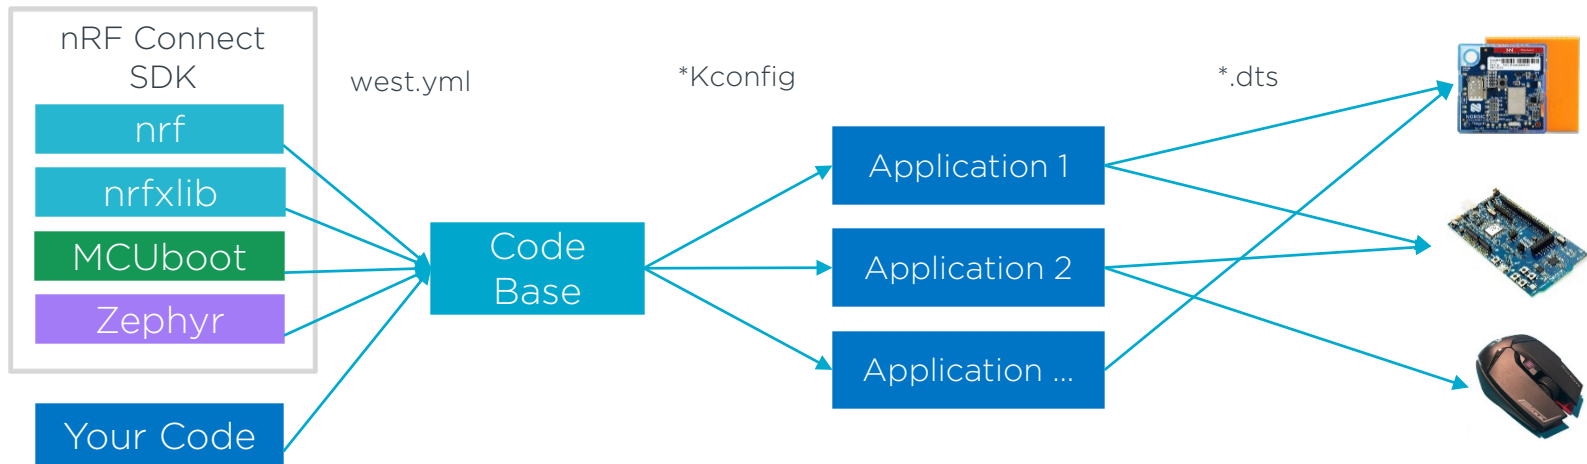 nRF Connect
SDK
nrf
nrfxlib
MCUboot
Zephyr
Your Code
west.yml
Code
Base
*Kconfig
Application 1
Application 2
Application ...
*.dts
NORDIC